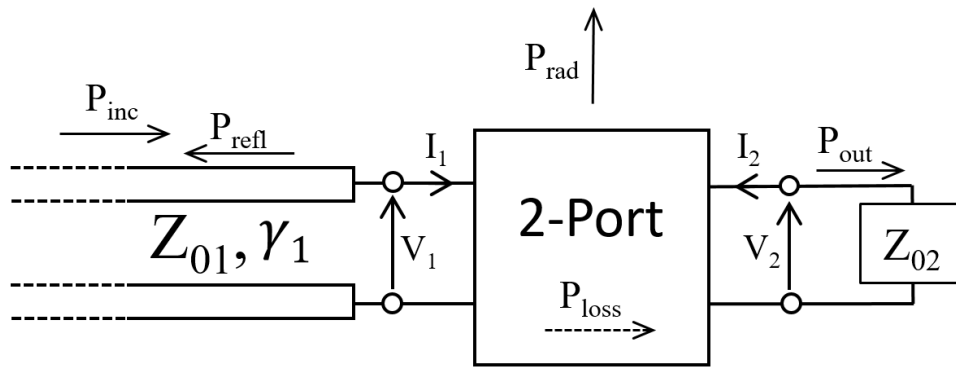 P_rad
P_inc
P_refl
I_1
I_2
P_out
2-Port
Z_01, γ_1
V_1
V_2
Z_02
P_loss